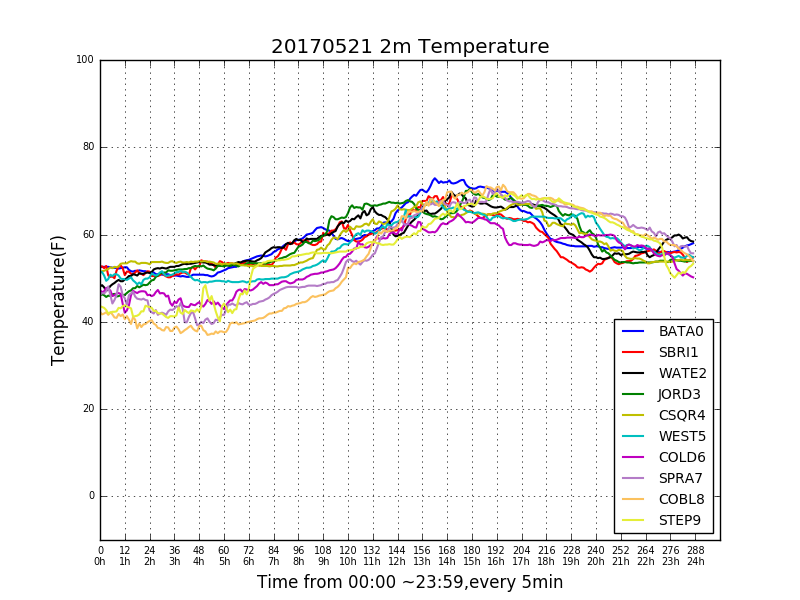 20170521 2m Temperature
100
80
60
40
20
0
Temperature(F)
BATA0
SBRI1
WATE2
JORD3
CSQR4
WEST5
COLD6
SPRA7
COBL8
STEP9
0 12 24 36 48 60 72 84 96 108 120 132 144 156 168 180 192 204 216 228 240 252 264 276 288
0h 1h 2h 3h 4h 5h 6h 7h 8h 9h 10h 11h 12h 13h 14h 15h 16h 17h 18h 19h 20h 21h 22h 23h 24h
Time from 00:00 ~23:59,every 5min